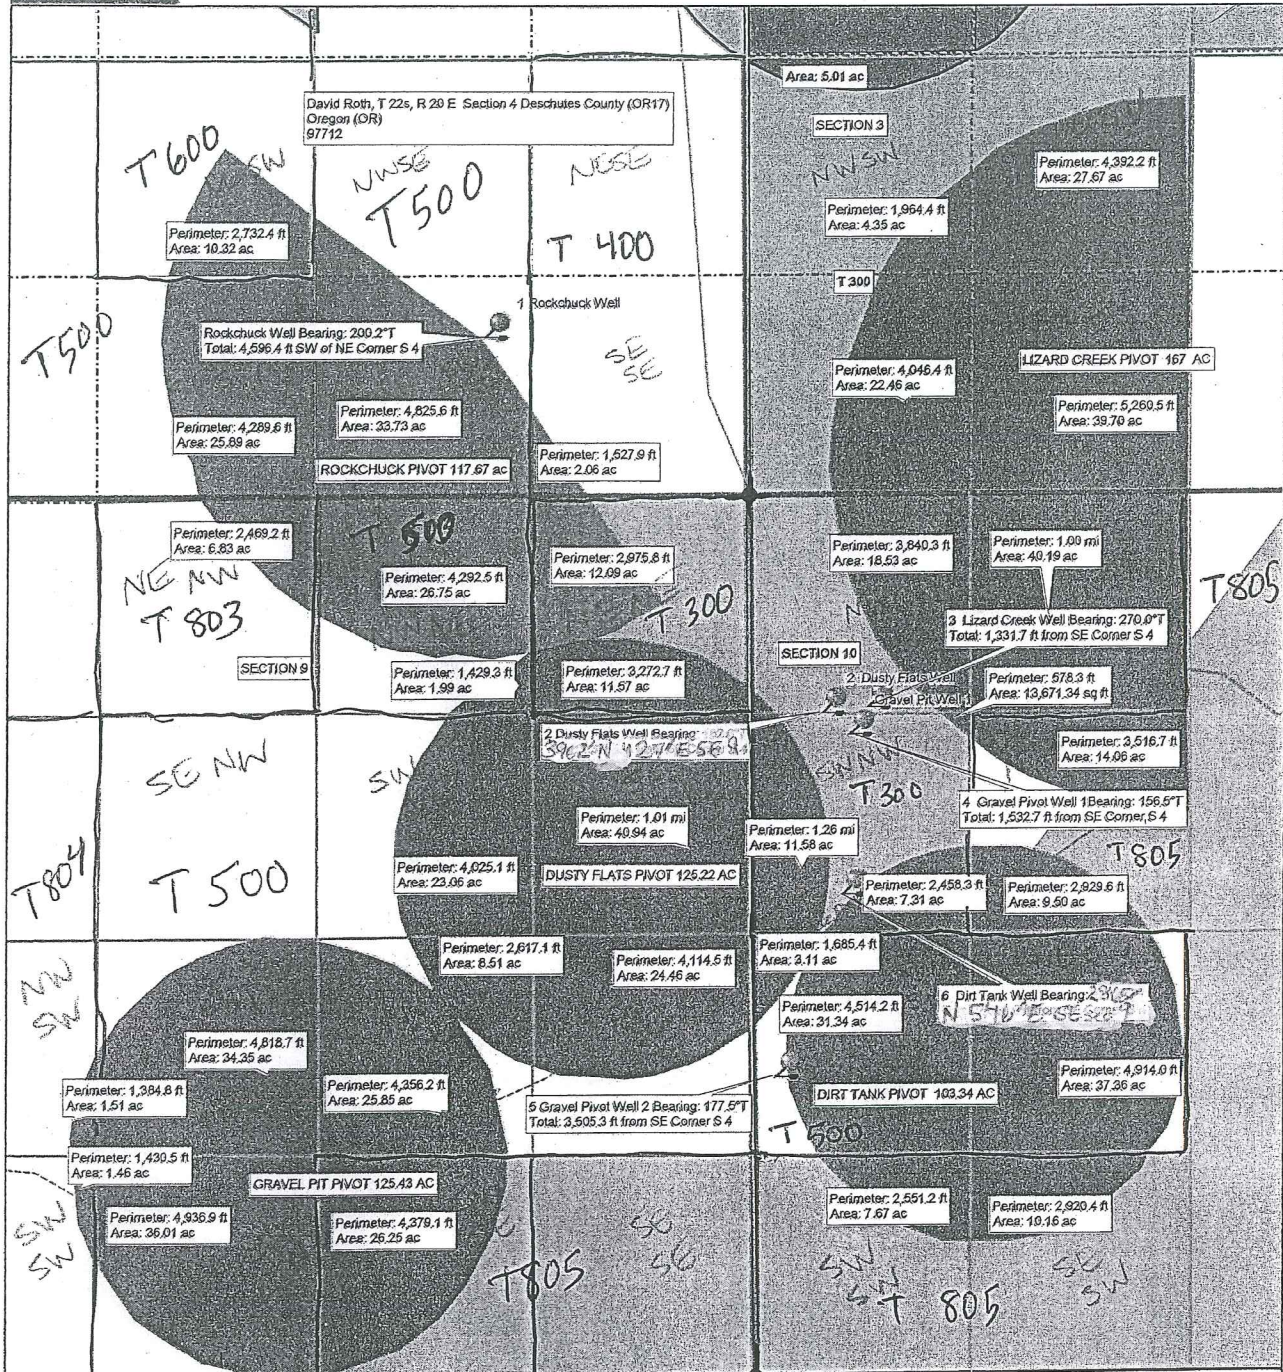 Area: 5.01 ac
David Roth, T 22s, R 20 E Section 4 Deschutes County (OR17)
Oregon (OR)
97712
SECTION 3
T 600
SW
NWSE
T 500
NESE
T 400
NWSW
Perimeter: 4,392.2 ft
Area: 27.67 ac
Perimeter: 1,964.4 ft
Area: 4.35 ac
Perimeter: 2,732.4 ft
Area: 10.32 ac
T 300
1 Rockchuck Well
T 500
Rockchuck Well Bearing: 200.2°T
Total: 4,596.4 ft SW of NE Corner S 4
SE
SE
LIZARD CREEK PIVOT 167 AC
Perimeter: 4,046.4 ft
Area: 22.46 ac
Perimeter: 5,260.5 ft
Area: 39.70 ac
Perimeter: 4,825.6 ft
Area: 33.73 ac
Perimeter: 4,289.6 ft
Area: 25.89 ac
ROCKCHUCK PIVOT 117.67 ac
Perimeter: 1,527.9 ft
Area: 2.06 ac
Perimeter: 2,469.2 ft
Area: 6.83 ac
T 500
Perimeter: 2,975.8 ft
Area: 12.09 ac
Perimeter: 3,840.3 ft
Area: 18.53 ac
Perimeter: 1.00 mi
Area: 40.19 ac
NE NW
T 803
Perimeter: 4,292.5 ft
Area: 26.75 ac
T 300
T805
3 Lizard Creek Well Bearing: 270.0°T
Total: 1,331.7 ft from SE Corner S 4
SECTION 9
Perimeter: 1,429.3 ft
Area: 1.99 ac
Perimeter: 3,272.7 ft
Area: 11.57 ac
SECTION 10
2 Dusty Flats Well
Gravel Pit Well 1
Perimeter: 578.3 ft
Area: 13,671.34 sq ft
2 Dusty Flats Well Bearing
3962 N 427 E SE 9
Perimeter: 3,516.7 ft
Area: 14.06 ac
SE NW
SW
SW NW
T 300
4 Gravel Pivot Well 1Bearing: 156.5°T
Total: 1,532.7 ft from SE Corner,S 4
Perimeter: 1.01 mi
Area: 40.94 ac
Perimeter: 1.26 mi
Area: 11.58 ac
T805
T804
T 500
Perimeter: 4,025.1 ft
Area: 23.06 ac
DUSTY FLATS PIVOT 125.22 AC
Perimeter: 2,458.3 ft
Area: 7.31 ac
Perimeter: 2,929.6 ft
Area: 9.50 ac
Perimeter: 2,617.1 ft
Area: 8.51 ac
Perimeter: 4,114.5 ft
Area: 24.46 ac
Perimeter: 1,685.4 ft
Area: 3.11 ac
NW
SW
6 Dirt Tank Well Bearing:
N 540 E SE sec 9
Perimeter: 4,514.2 ft
Area: 31.34 ac
Perimeter: 4,818.7 ft
Area: 34.35 ac
Perimeter: 4,914.0 ft
Area: 37.36 ac
Perimeter: 1,384.8 ft
Area: 1.51 ac
Perimeter: 4,356.2 ft
Area: 25.85 ac
DIRT TANK PIVOT 103.34 AC
5 Gravel Pivot Well 2 Bearing: 177.5°T
Total: 3,505.3 ft from SE Corner S 4
T 500
Perimeter: 1,430.5 ft
Area: 1.46 ac
GRAVEL PIT PIVOT 125.43 AC
Perimeter: 4,936.9 ft
Area: 36.01 ac
Perimeter: 4,379.1 ft
Area: 26.25 ac
Perimeter: 2,551.2 ft
Area: 7.67 ac
Perimeter: 2,920.4 ft
Area: 10.16 ac
SW
SW
SE
SE
T805
SW
SW
SE
SW
T 805